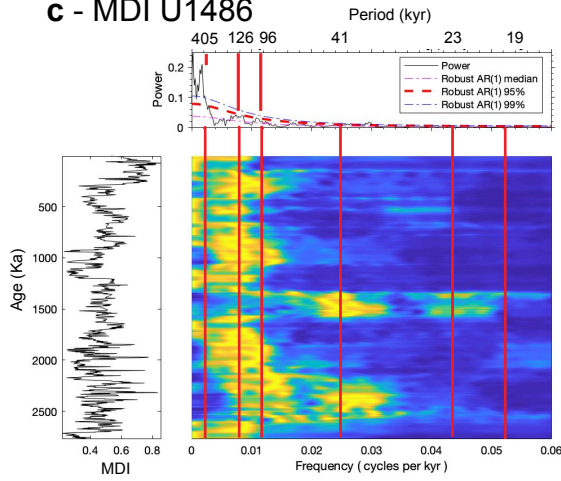 c - MDI U1486
Period (kyr)
405 126 96 41 23 19
Power
0.2
0.1
0
Power
Robust AR(1) median
Robust AR(1) 95%
Robust AR(1) 99%
Age (Ka)
500
1000
1500
2000
2500
0.4 0.6 0.8
MDI
0 0.01 0.02 0.03 0.04 0.05 0.06
Frequency ( cycles per kyr )